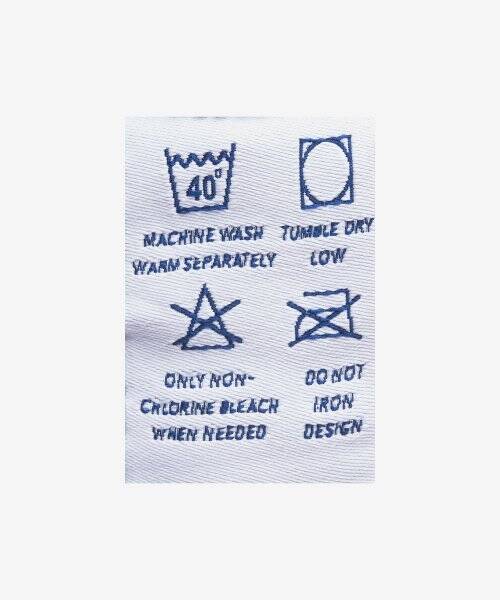 40°
MACHINE WASH
WARM SEPARATELY
TUMBLE DRY
LOW
ONLY NON-
CHLORINE BLEACH
WHEN NEEDED
DO NOT
IRON
DESIGN